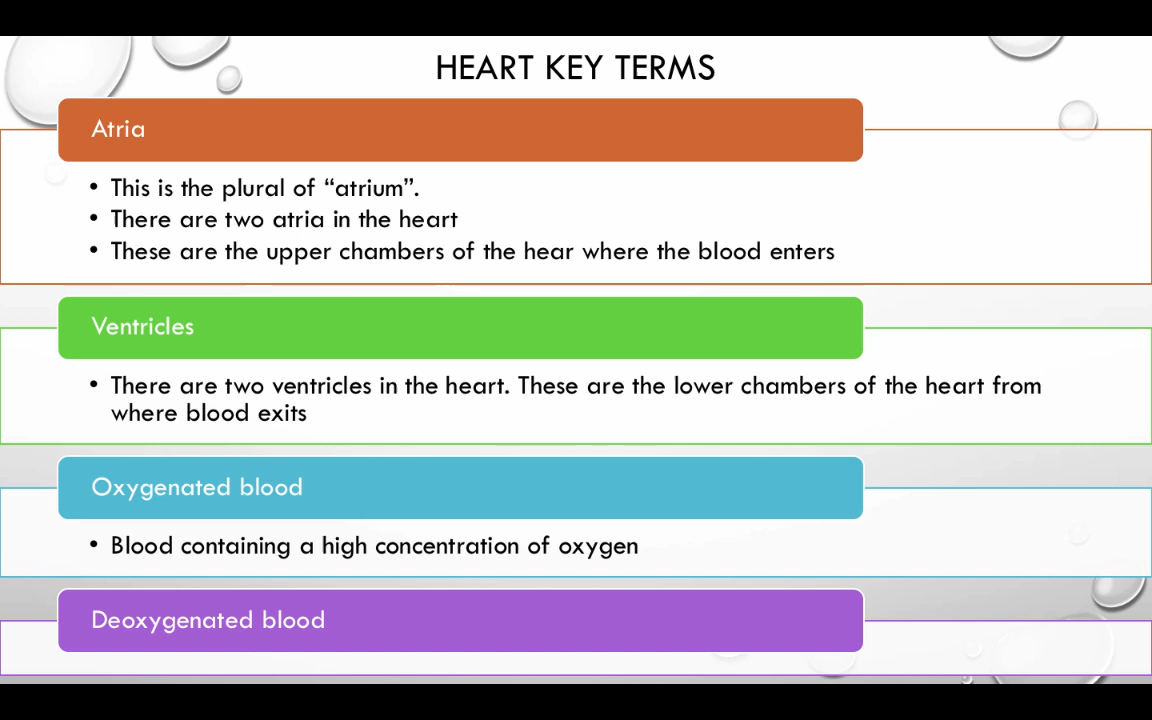 HEART KEY TERMS
Atria
• This is the plural of “atrium”.
• There are two atria in the heart
• These are the upper chambers of the hear where the blood enters
Ventricles
• There are two ventricles in the heart. These are the lower chambers of the heart from
where blood exits
Oxygenated blood
• Blood containing a high concentration of oxygen
Deoxygenated blood